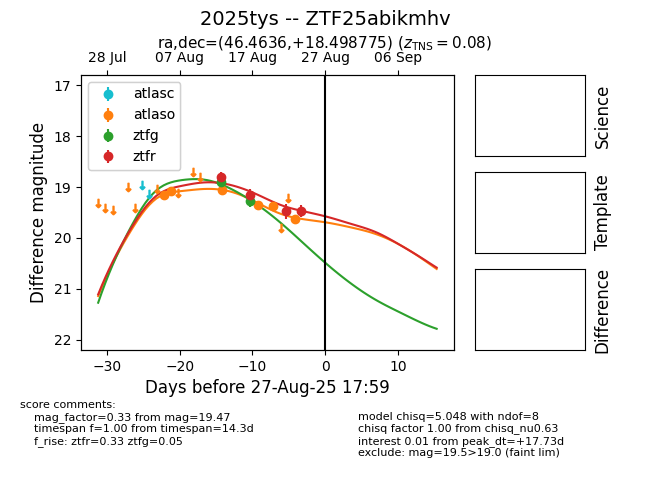 2025tys -- ZTF25abikmhv
ra,dec=(46.4636,+18.498775) (zTNS = 0.08)
28 Jul 07 Aug 17 Aug 27 Aug 06 Sep
17
18
19
20
21
22
Difference magnitude
atlasc
atlaso
ztfg
ztfr
−30 −20 −10 0 10
Days before 27-Aug-25 17:59
Science
Template
Difference
score comments:
mag_factor=0.33 from mag=19.47
timespan f=1.00 from timespan=14.3d
f_rise: ztfr=0.33 ztfg=0.05
model chisq=5.048 with ndof=8
chisq factor 1.00 from chisq_nu0.63
interest 0.01 from peak_dt=+17.73d
exclude: mag=19.5>19.0 (faint lim)